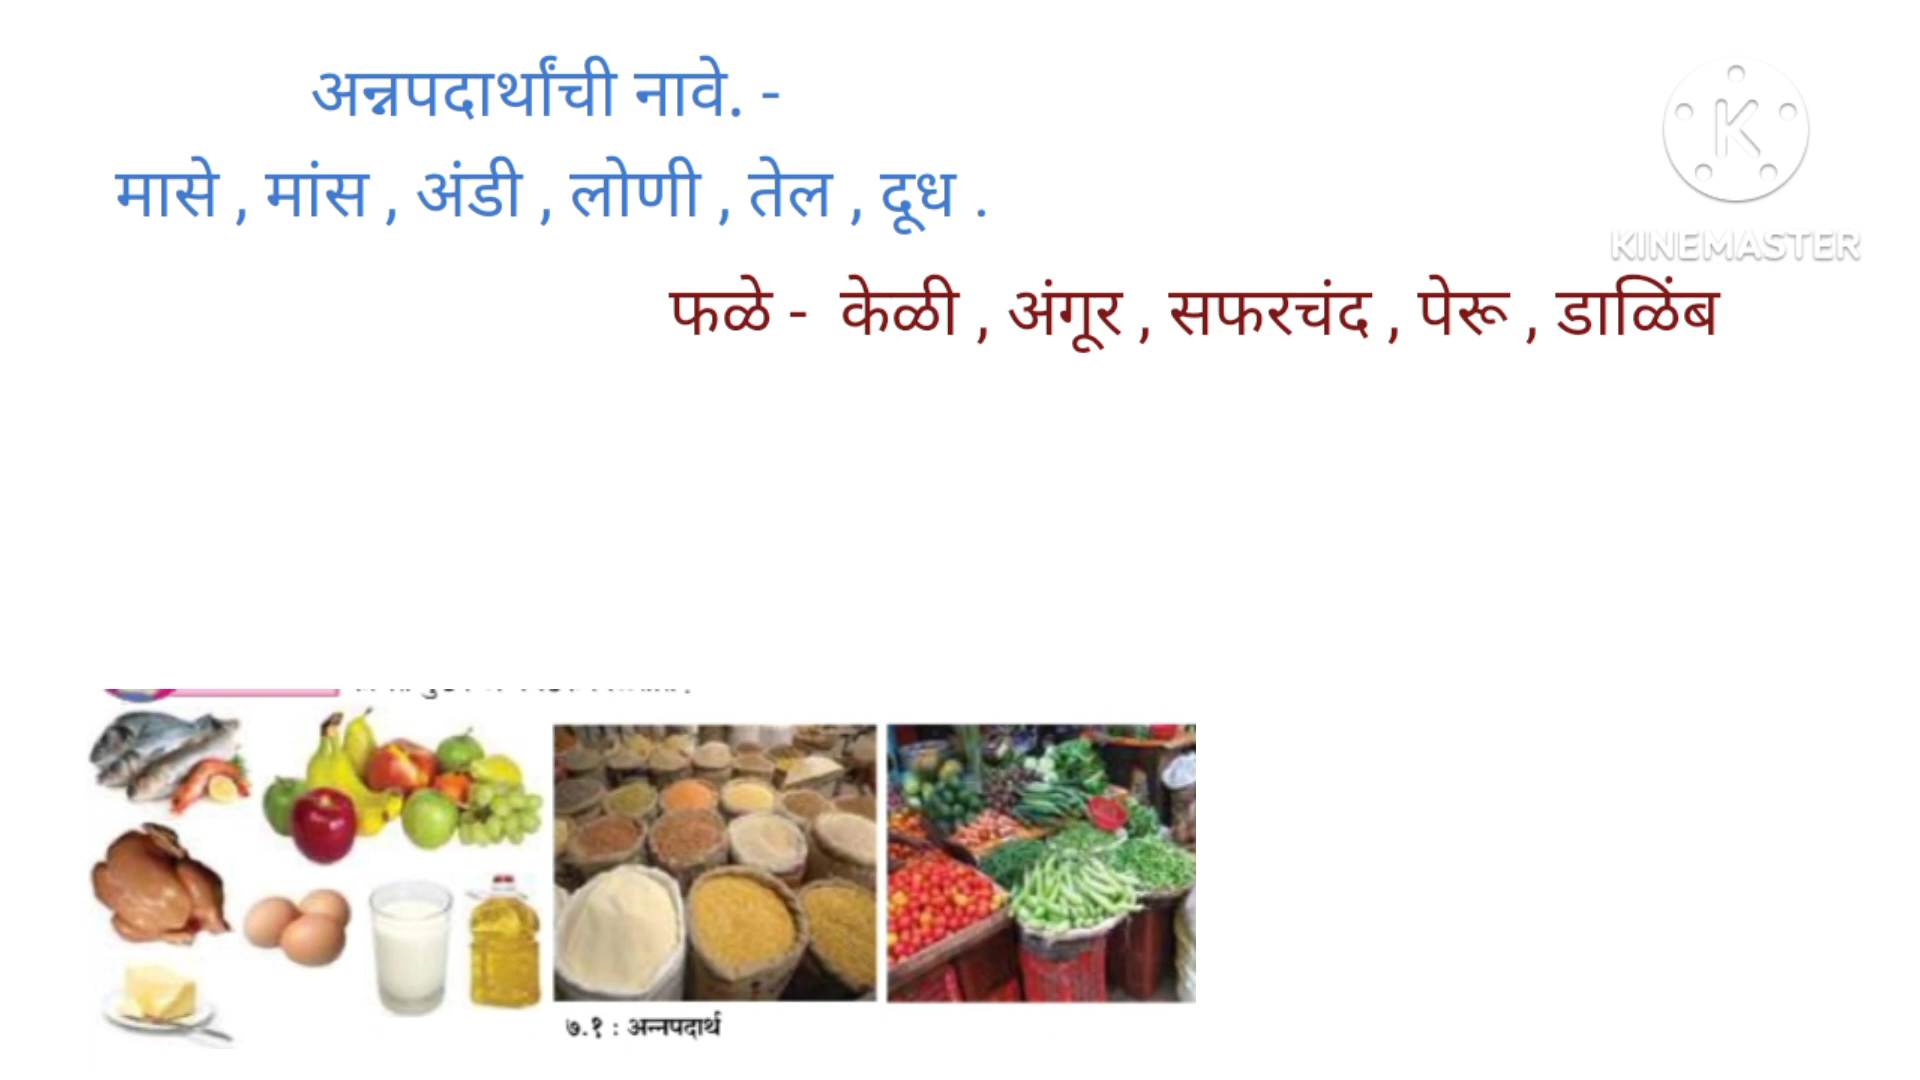 अन्नपदार्थांची नावे. -
मासे , मांस , अंडी , लोणी , तेल , दूध .
KINEMASTER
फळे - केळी , अंगूर , सफरचंद , पेरू , डाळिंब
७.१ : अन्नपदार्थ